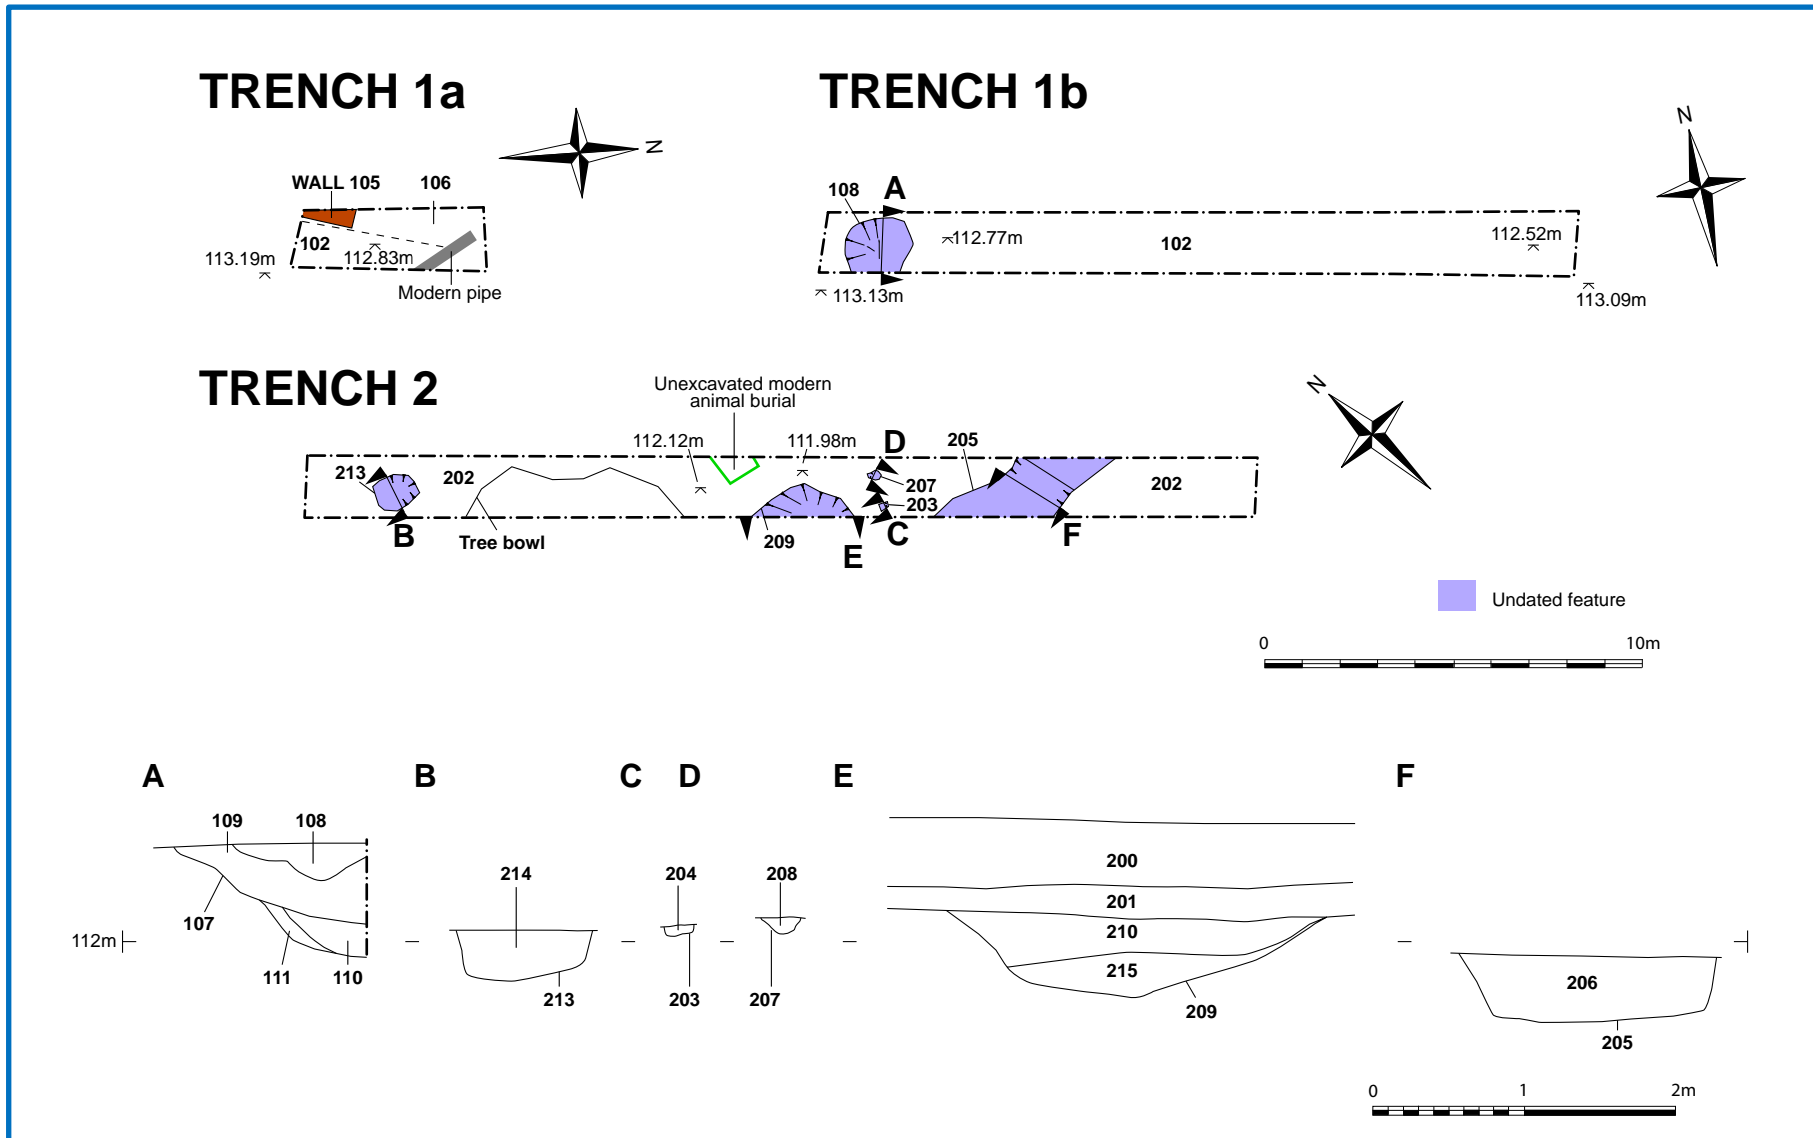 TRENCH 1a
TRENCH 1b
N
N
WALL 105
106
102
113.19m
112.83m
Modern pipe
108
A
112.77m
102
112.52m
113.13m
113.09m
TRENCH 2
Unexcavated modern
animal burial
N
112.12m
111.98m
D
205
213
202
207
203
202
B
Tree bowl
209
E
C
F
Undated feature
0
10m
A
B
C
D
E
F
109
108
107
111
110
112m
214
213
204
203
208
207
200
201
210
215
209
206
205
0
1
2m